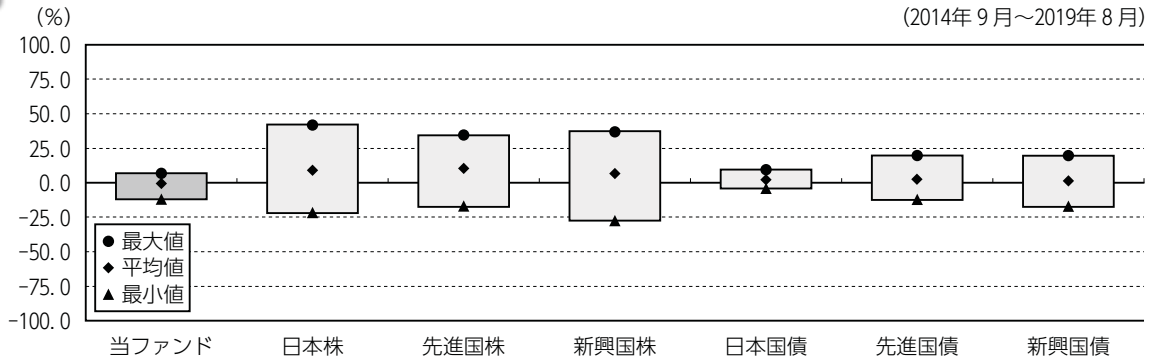 (%)
(2014年9月～2019年8月)
100.0
75.0
50.0
25.0
0.0
-25.0
-50.0
-75.0
-100.0
● 最大値
◆ 平均値
▲ 最小値
当ファンド 日本株 先進国株 新興国株 日本国債 先進国債 新興国債